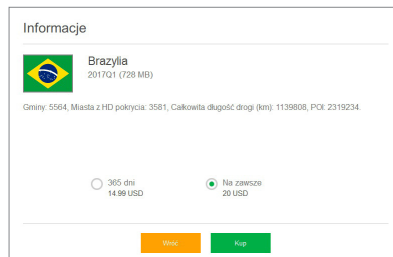 Informacje
Brazylia
2017Q1 (728 MB)
Gminy: 5564, Miasta z HD pokrycia: 3581, Całkowita długość drogi (km): 1139808, POI: 2319234.
365 dni
14.99 USD
Na zawsze
20 USD
Wróć
Kup